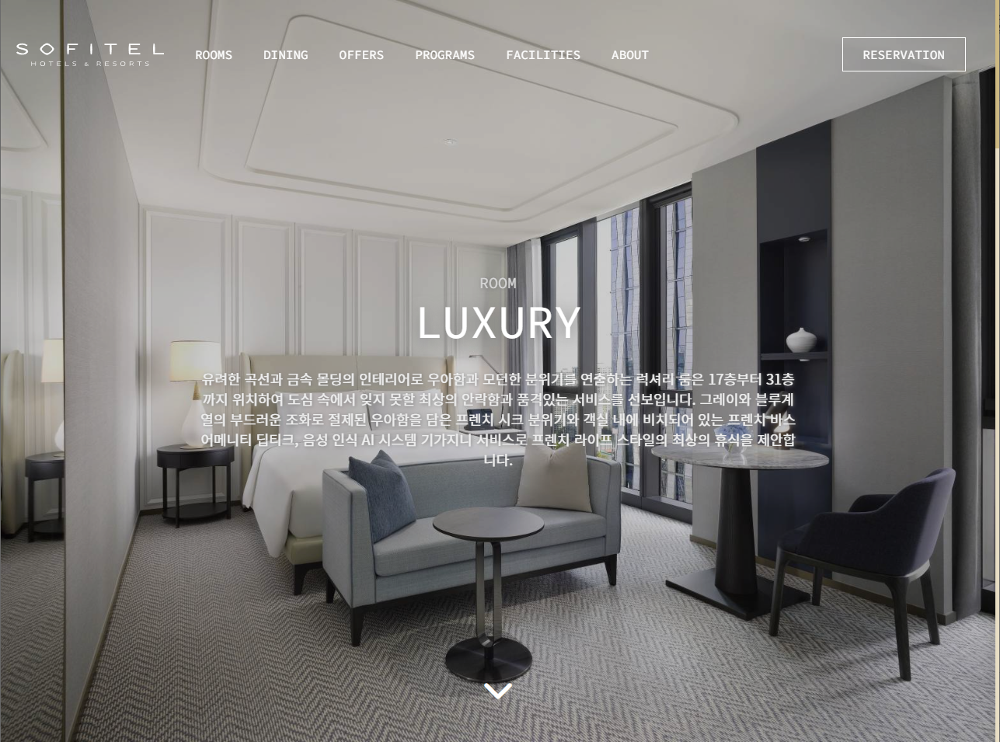 SOFITEL
HOTELS & RESORTS
ROOMS
DINING
OFFERS
PROGRAMS
FACILITIES
ABOUT
RESERVATION
ROOM
LUXURY
유려한 곡선과 금속 몰딩의 인테리어로 우아함과 모던한 분위기를 연출하는 럭셔리 룸은 17층부터 31층
까지 위치하여 도심 속에서 잊지 못할 최상의 안락함과 품격있는 서비스를 선보입니다. 그레이와 블루계
열의 부드러운 조화로 절제된 우아함을 담은 프렌치 시크 분위기와 객실 내에 비치되어 있는 프렌치 바스
어메니티 딥티크, 음성 인식 AI 시스템 기가지니 서비스로 프렌치 라이프 스타일의 최상의 휴식을 제안합
니다.